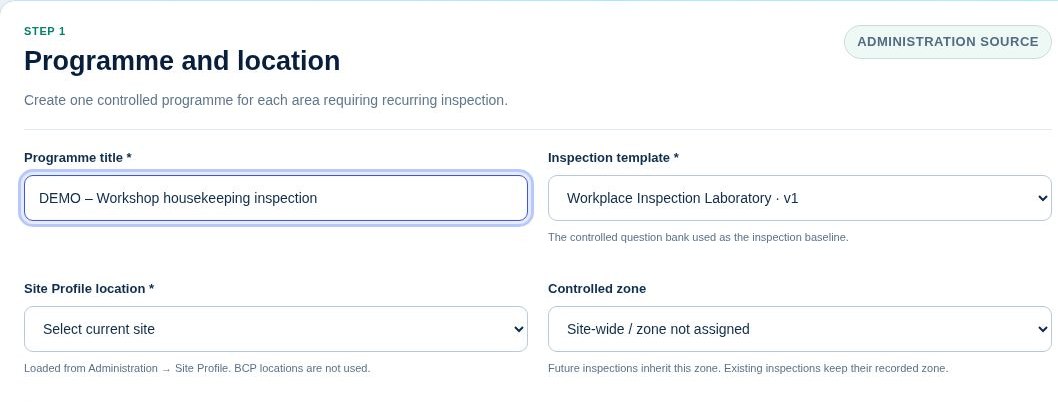 STEP 1
Programme and location
ADMINISTRATION SOURCE
Create one controlled programme for each area requiring recurring inspection.
Programme title *
DEMO – Workshop housekeeping inspection
Inspection template *
Workplace Inspection Laboratory · v1
The controlled question bank used as the inspection baseline.
Site Profile location *
Select current site
Loaded from Administration → Site Profile. BCP locations are not used.
Controlled zone
Site-wide / zone not assigned
Future inspections inherit this zone. Existing inspections keep their recorded zone.